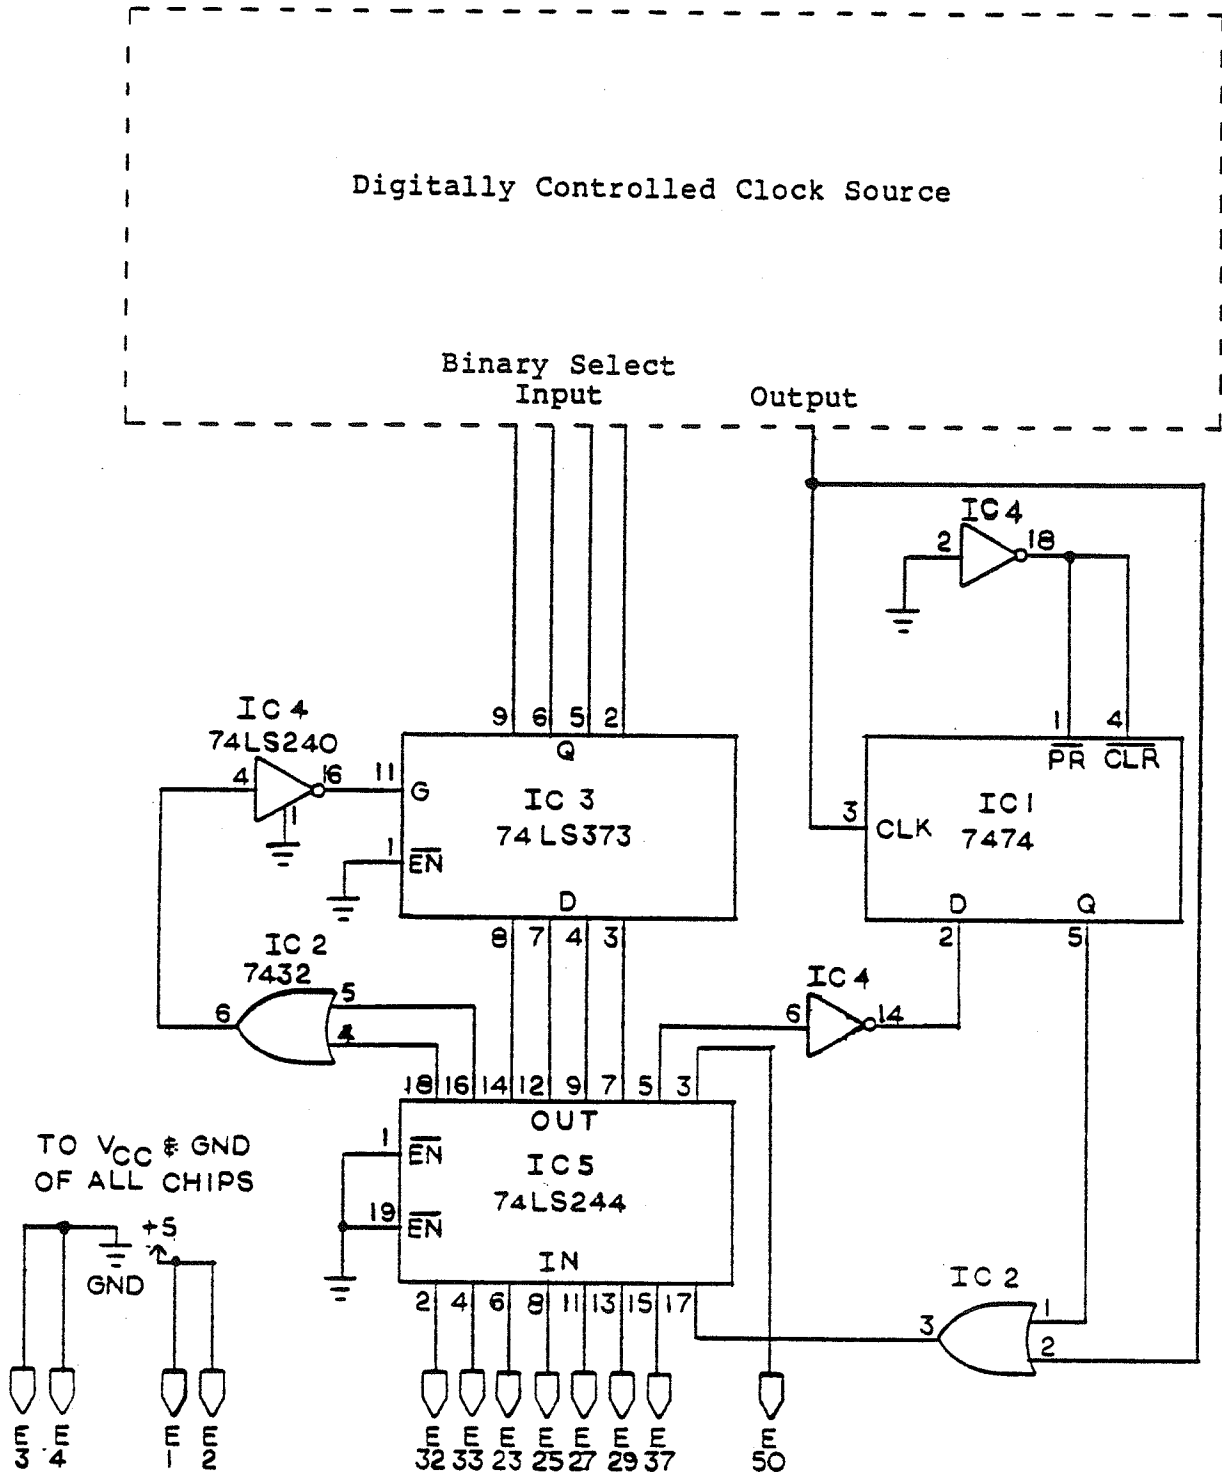 Digitally Controlled Clock Source
Binary Select
Input
Output
IC4
2
18
IC4
74LS240
4
16
1
9 6 5 2
Q
11
G
IC 3
74LS373
1
EN
D
8 7 4 3
1 4
PR CLR
IC1
7474
3
CLK
D Q
2 5
IC 2
7432
6
5
4
IC4
6
14
18 16 14 12 9 7 5 3
OUT
1
EN
IC5
74LS244
19
EN
IN
2 4 6 8 11 13 15 17
TO VCC & GND
OF ALL CHIPS
+5
GND
IC 2
3
1
2
E E E E E E E E E E E E
3 4 1 2 32 33 23 25 27 29 37 50